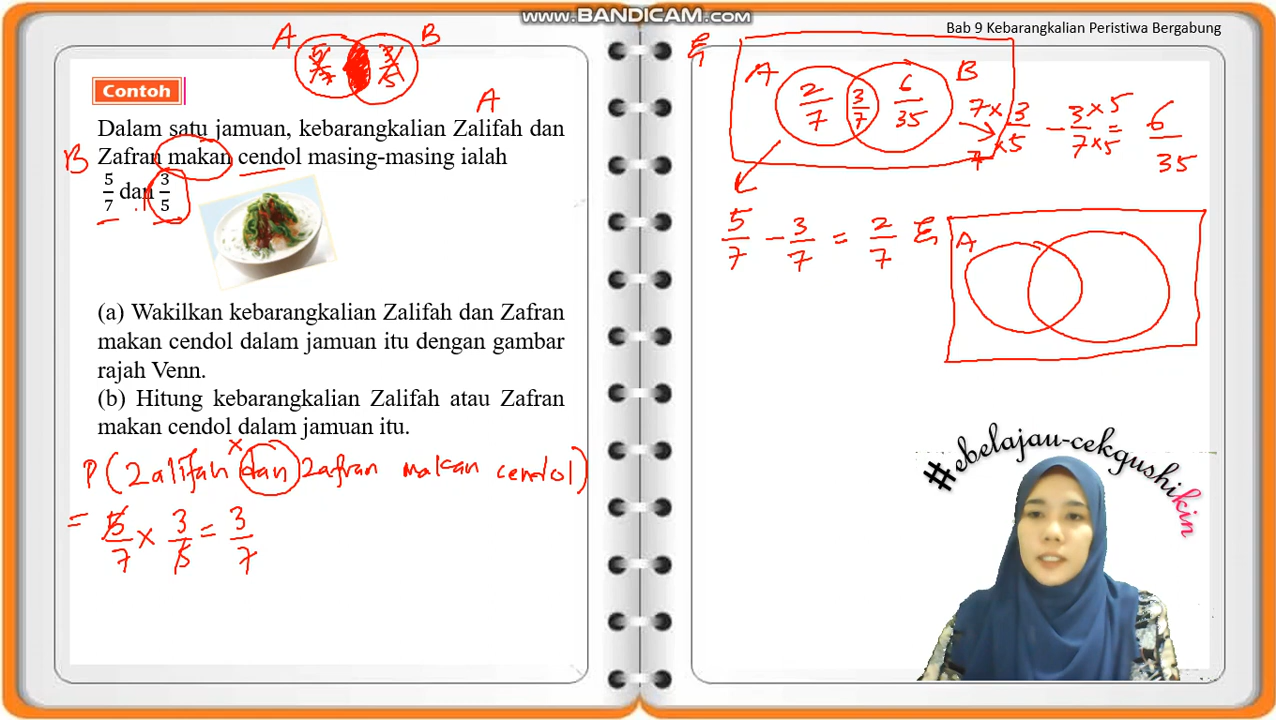 www.BANDICAM.com
Bab 9 Kebarangkalian Peristiwa Bergabung
A B
Contoh
A
Dalam satu jamuan, kebarangkalian Zalifah dan
B Zafran makan cendol masing-masing ialah
5/7 dan 3/5
(a) Wakilkan kebarangkalian Zalifah dan Zafran
makan cendol dalam jamuan itu dengan gambar
rajah Venn.
(b) Hitung kebarangkalian Zalifah atau Zafran
makan cendol dalam jamuan itu.
×
P(Zalifah dan Zafran makan cendol)
= 5/7 × 3/5 = 3/7
ξ
A B
2/7 3/7 6/35
7×3/7×5 - 3×5/7×5 = 6/35
5/7 - 3/7 = 2/7
ξ
A
#ebelajau-cekgushikin